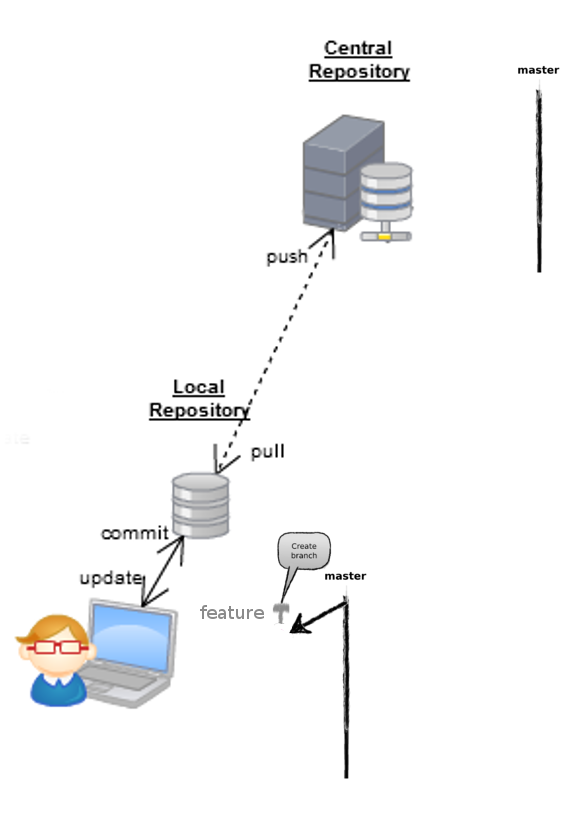 Central
Repository
master
push
Local
Repository
pull
commit
Create
branch
master
update
feature